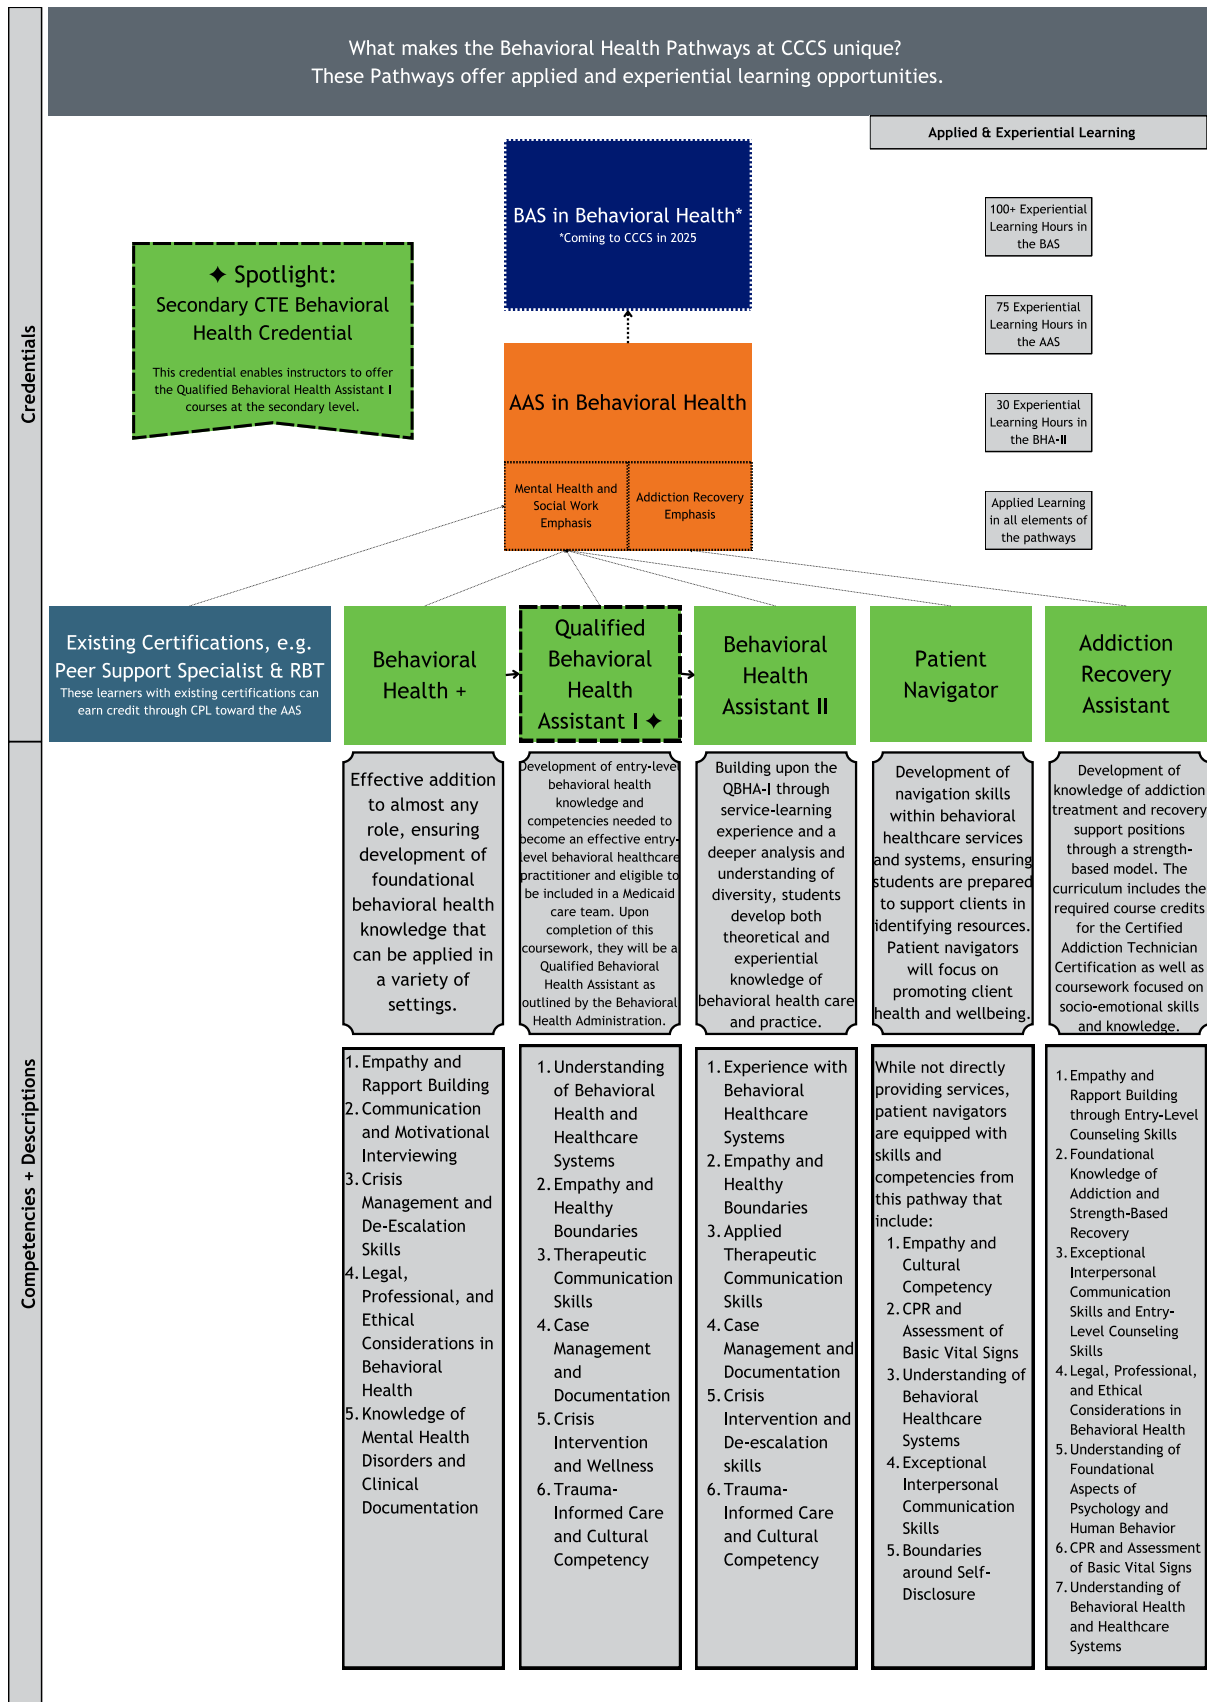 What makes the Behavioral Health Pathways at CCCS unique?
These Pathways offer applied and experiential learning opportunities.
Applied & Experiential Learning
Credentials
BAS in Behavioral Health*
*Coming to CCCS in 2025
100+ Experiential
Learning Hours in
the BAS
✦ Spotlight:
Secondary CTE Behavioral
Health Credential
This credential enables instructors to offer
the Qualified Behavioral Health Assistant I
courses at the secondary level.
75 Experiential
Learning Hours in
the AAS
AAS in Behavioral Health
30 Experiential
Learning Hours in
the BHA-II
Mental Health and
Social Work
Emphasis
Addiction Recovery
Emphasis
Applied Learning
in all elements of
the pathways
Existing Certifications, e.g.
Peer Support Specialist & RBT
These learners with existing certifications can
earn credit through CPL toward the AAS
Behavioral
Health +
Qualified
Behavioral
Health
Assistant I ✦
Behavioral
Health
Assistant II
Patient
Navigator
Addiction
Recovery
Assistant
Competencies + Descriptions
Effective addition
to almost any
role, ensuring
development of
foundational
behavioral health
knowledge that
can be applied in
a variety of
settings.
Development of entry-level
behavioral health
knowledge and
competencies needed to
become an effective entry-
level behavioral healthcare
practitioner and eligible to
be included in a Medicaid
care team. Upon
completion of this
coursework, they will be a
Qualified Behavioral
Health Assistant as
outlined by the Behavioral
Health Administration.
Building upon the
QBHA-I through
service-learning
experience and a
deeper analysis and
understanding of
diversity, students
develop both
theoretical and
experiential
knowledge of
behavioral health care
and practice.
Development of
navigation skills
within behavioral
healthcare services
and systems, ensuring
students are prepared
to support clients in
identifying resources.
Patient navigators
will focus on
promoting client
health and wellbeing.
Development of
knowledge of addiction
treatment and recovery
support positions
through a strength-
based model. The
curriculum includes the
required course credits
for the Certified
Addiction Technician
Certification as well as
coursework focused on
socio-emotional skills
and knowledge.
1. Empathy and
Rapport Building
2. Communication
and Motivational
Interviewing
3. Crisis
Management and
De-Escalation
Skills
4. Legal,
Professional, and
Ethical
Considerations in
Behavioral
Health
5. Knowledge of
Mental Health
Disorders and
Clinical
Documentation
1. Understanding
of Behavioral
Health and
Healthcare
Systems
2. Empathy and
Healthy
Boundaries
3. Therapeutic
Communication
Skills
4. Case
Management
and
Documentation
5. Crisis
Intervention
and Wellness
6. Trauma-
Informed Care
and Cultural
Competency
1. Experience with
Behavioral
Healthcare
Systems
2. Empathy and
Healthy
Boundaries
3. Applied
Therapeutic
Communication
Skills
4. Case
Management and
Documentation
5. Crisis
Intervention and
De-escalation
skills
6. Trauma-
Informed Care
and Cultural
Competency
While not directly
providing services,
patient navigators
are equipped with
skills and
competencies from
this pathway that
include:
1. Empathy and
Cultural
Competency
2. CPR and
Assessment of
Basic Vital Signs
3. Understanding of
Behavioral
Healthcare
Systems
4. Exceptional
Interpersonal
Communication
Skills
5. Boundaries
around Self-
Disclosure
1. Empathy and
Rapport Building
through Entry-Level
Counseling Skills
2. Foundational
Knowledge of
Addiction and
Strength-Based
Recovery
3. Exceptional
Interpersonal
Communication
Skills and Entry-
Level Counseling
Skills
4. Legal, Professional,
and Ethical
Considerations in
Behavioral Health
5. Understanding of
Foundational
Aspects of
Psychology and
Human Behavior
6. CPR and Assessment
of Basic Vital Signs
7. Understanding of
Behavioral Health
and Healthcare
Systems